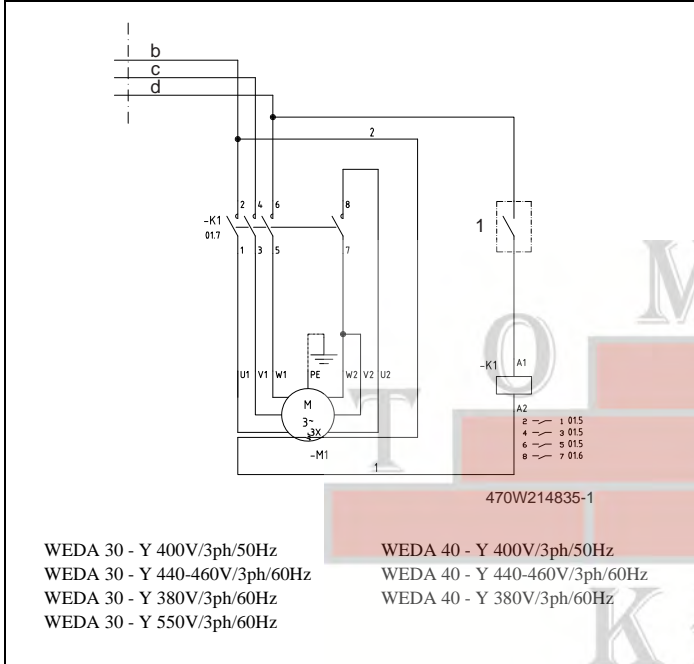 b
c
d
2
2 4 6 8
-K1
01.7
1 3 5 7
1
U1 V1 W1 PE W2 V2 U2
M
3~
3X
-M1
1
-K1 A1
A2
2 1 01.5
4 3 01.5
6 5 01.5
8 7 01.6
470W214835-1
WEDA 30 - Y 400V/3ph/50Hz WEDA 40 - Y 400V/3ph/50Hz
WEDA 30 - Y 440-460V/3ph/60Hz WEDA 40 - Y 440-460V/3ph/60Hz
WEDA 30 - Y 380V/3ph/60Hz WEDA 40 - Y 380V/3ph/60Hz
WEDA 30 - Y 550V/3ph/60Hz
T O M
K